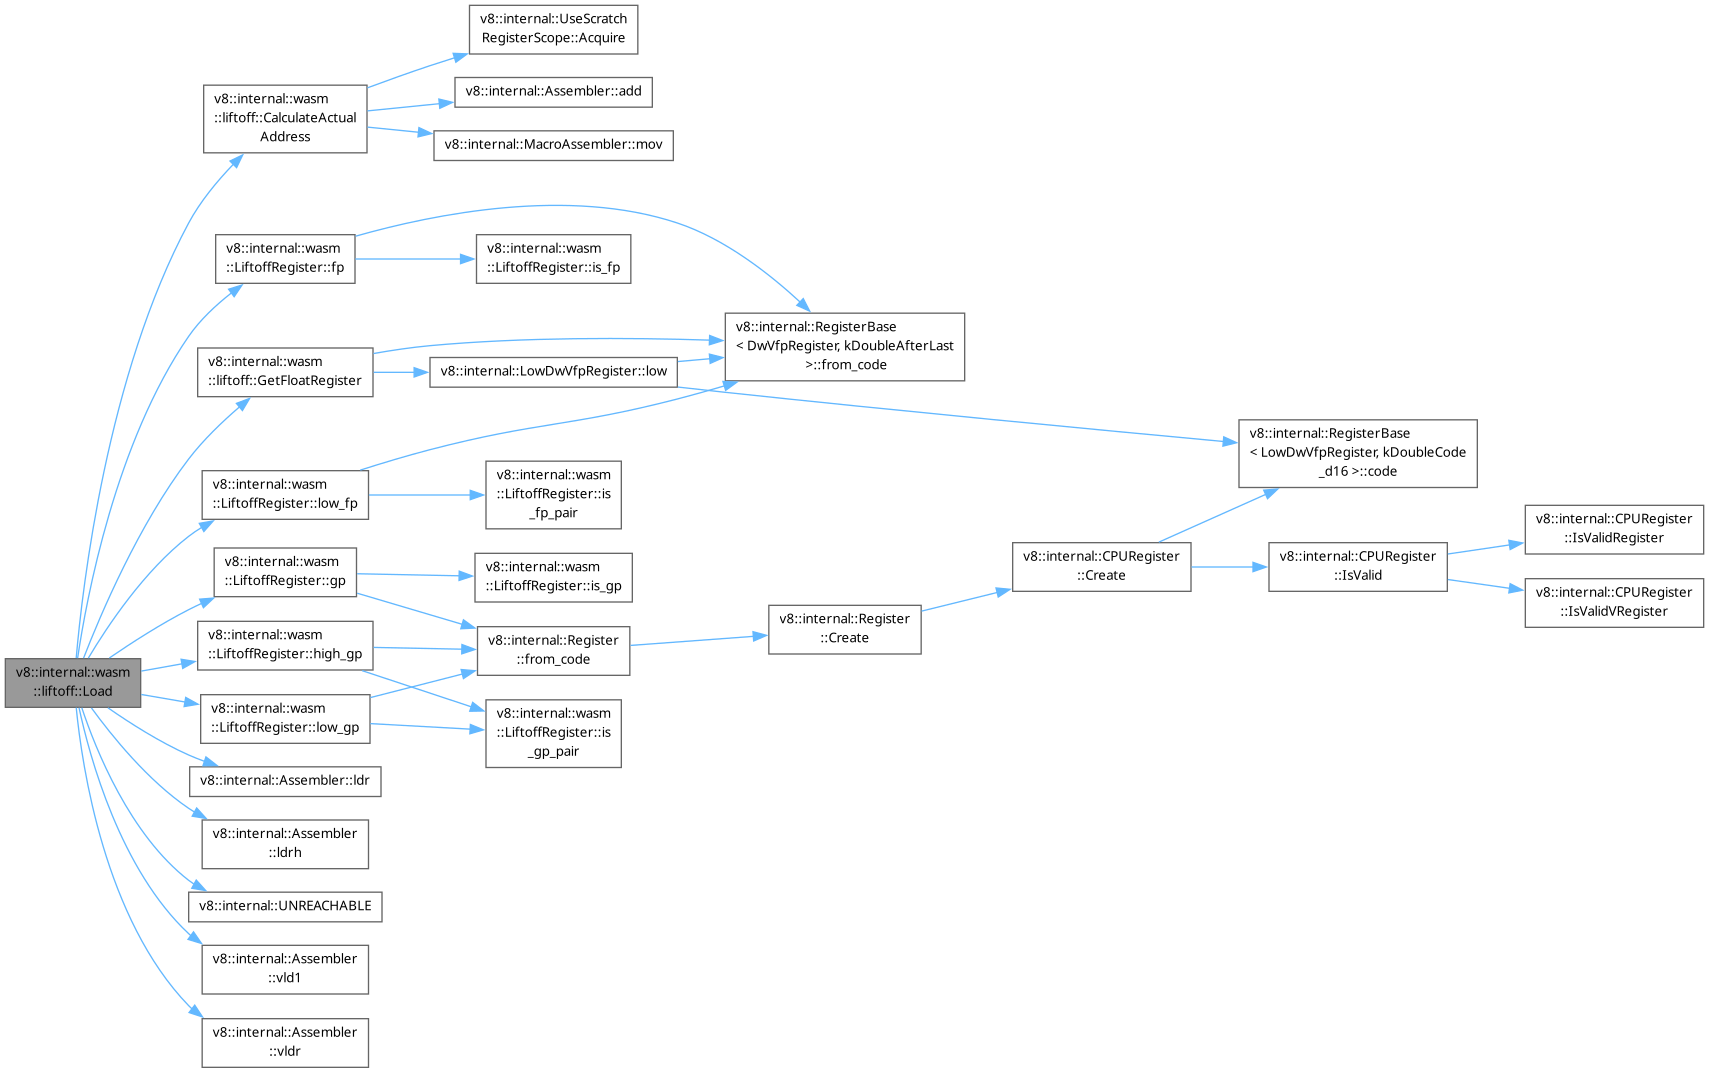 v8::internal::UseScratch
RegisterScope::Acquire
v8::internal::wasm
::liftoff::CalculateActual
Address
v8::internal::Assembler::add
v8::internal::MacroAssembler::mov
v8::internal::wasm
::LiftoffRegister::fp
v8::internal::wasm
::LiftoffRegister::is_fp
v8::internal::RegisterBase
< DwVfpRegister, kDoubleAfterLast
>::from_code
v8::internal::wasm
::liftoff::GetFloatRegister
v8::internal::LowDwVfpRegister::low
v8::internal::RegisterBase
< LowDwVfpRegister, kDoubleCode
_d16 >::code
v8::internal::wasm
::LiftoffRegister::low_fp
v8::internal::wasm
::LiftoffRegister::is
_fp_pair
v8::internal::CPURegister
::IsValidRegister
v8::internal::wasm
::LiftoffRegister::gp
v8::internal::wasm
::LiftoffRegister::is_gp
v8::internal::CPURegister
::Create
v8::internal::CPURegister
::IsValid
v8::internal::CPURegister
::IsValidVRegister
v8::internal::wasm
::LiftoffRegister::high_gp
v8::internal::Register
::from_code
v8::internal::Register
::Create
v8::internal::wasm
::liftoff::Load
v8::internal::wasm
::LiftoffRegister::low_gp
v8::internal::wasm
::LiftoffRegister::is
_gp_pair
v8::internal::Assembler::ldr
v8::internal::Assembler
::ldrh
v8::internal::UNREACHABLE
v8::internal::Assembler
::vld1
v8::internal::Assembler
::vldr